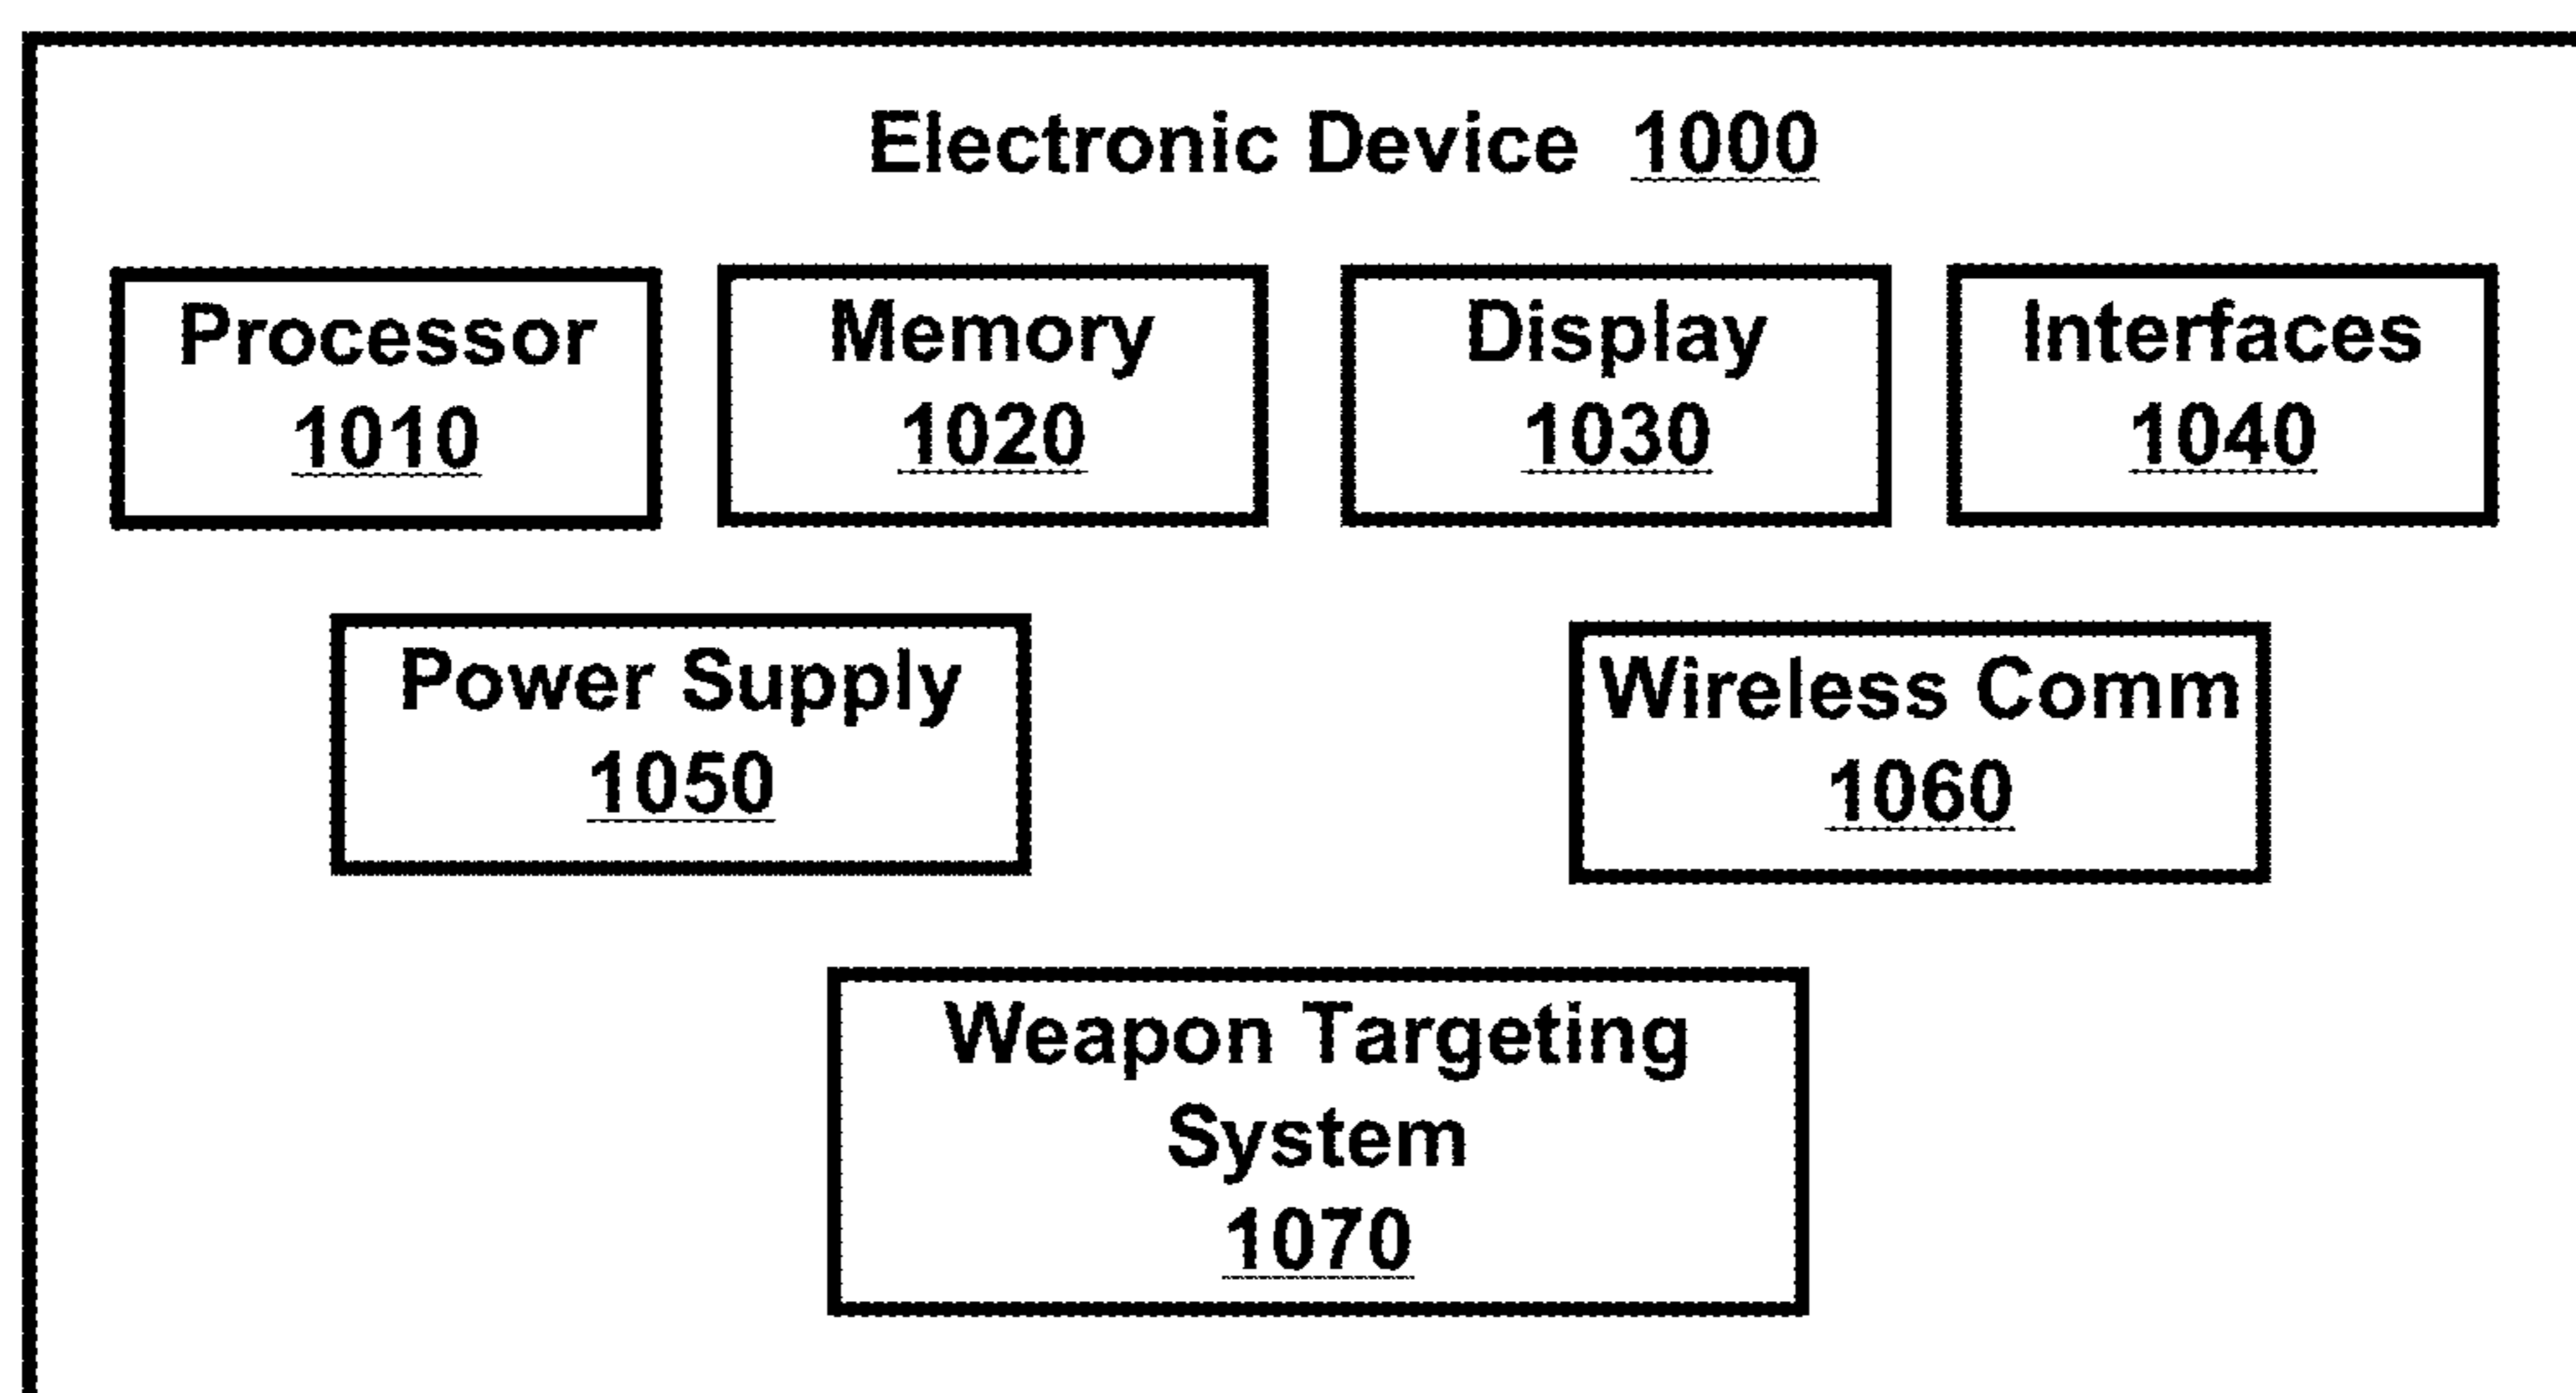 Electronic Device 1000
Processor
1010
Memory
1020
Display
1030
Interfaces
1040
Power Supply
1050
Wireless Comm
1060
Weapon Targeting
System
1070